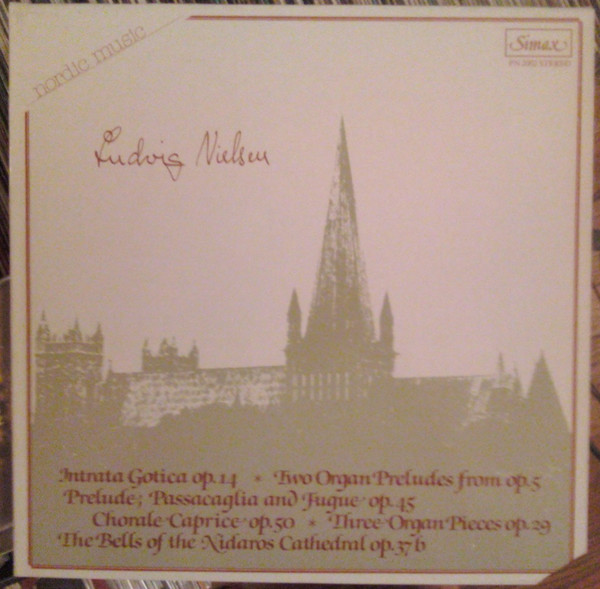 nordic music
Simax
PN 2002 STEREO
Ludvig Nielsen
Intrata Gotica op.14 * Two Organ Preludes from op.5
Prelude; Passacaglia and Fugue op.45
Chorale Caprice op.50 * Three Organ Pieces op.29
The Bells of the Nidaros Cathedral op.37b